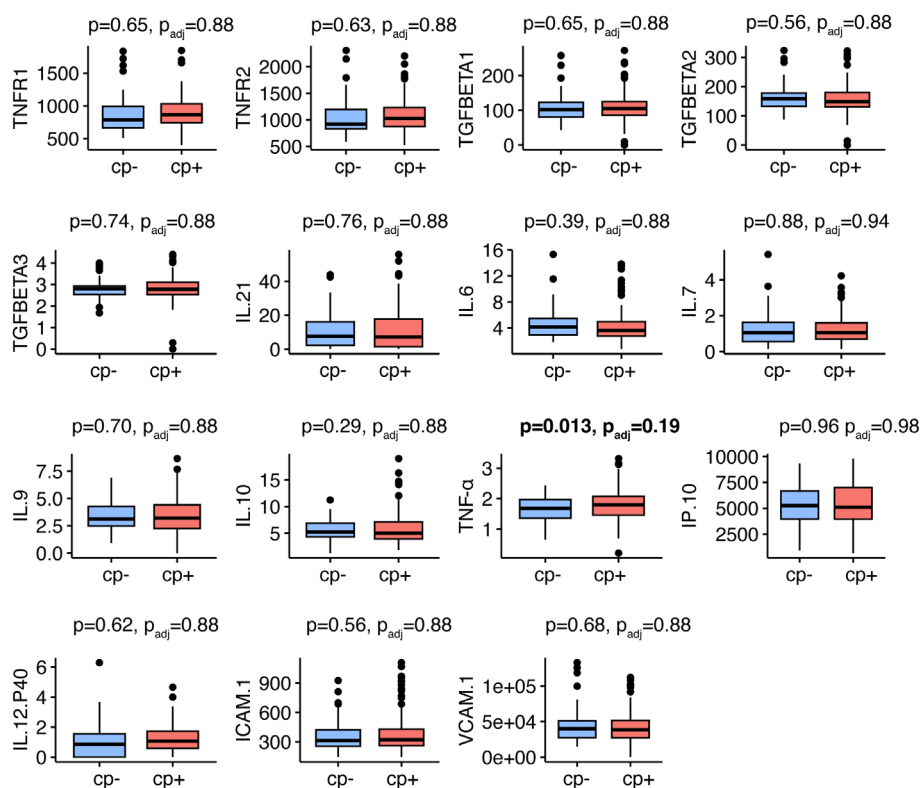 p=0.65, padj=0.88
TNFR1
1500
1000
500
cp- cp+
p=0.63, padj=0.88
TNFR2
2000
1500
1000
500
cp- cp+
p=0.65, padj=0.88
TGFBETA1
200
100
0
cp- cp+
p=0.56, padj=0.88
TGFBETA2
300
200
100
0
cp- cp+
p=0.74, padj=0.88
TGFBETA3
4
3
2
1
0
cp- cp+
p=0.76, padj=0.88
IL.21
40
20
0
cp- cp+
p=0.39, padj=0.88
IL.6
16
12
8
4
cp- cp+
p=0.88, padj=0.94
IL.7
4
2
0
cp- cp+
p=0.70, padj=0.88
IL.9
7.5
5.0
2.5
0.0
cp- cp+
p=0.29, padj=0.88
IL.10
15
10
5
cp- cp+
p=0.013, padj=0.19
TNF-α
3
2
1
cp- cp+
p=0.96 padj=0.98
IP.10
10000
7500
5000
2500
cp- cp+
p=0.62, padj=0.88
IL.12.P40
6
4
2
0
cp- cp+
p=0.56, padj=0.88
ICAM.1
900
600
300
cp- cp+
p=0.68, padj=0.88
VCAM.1
1e+05
5e+04
0e+00
cp- cp+